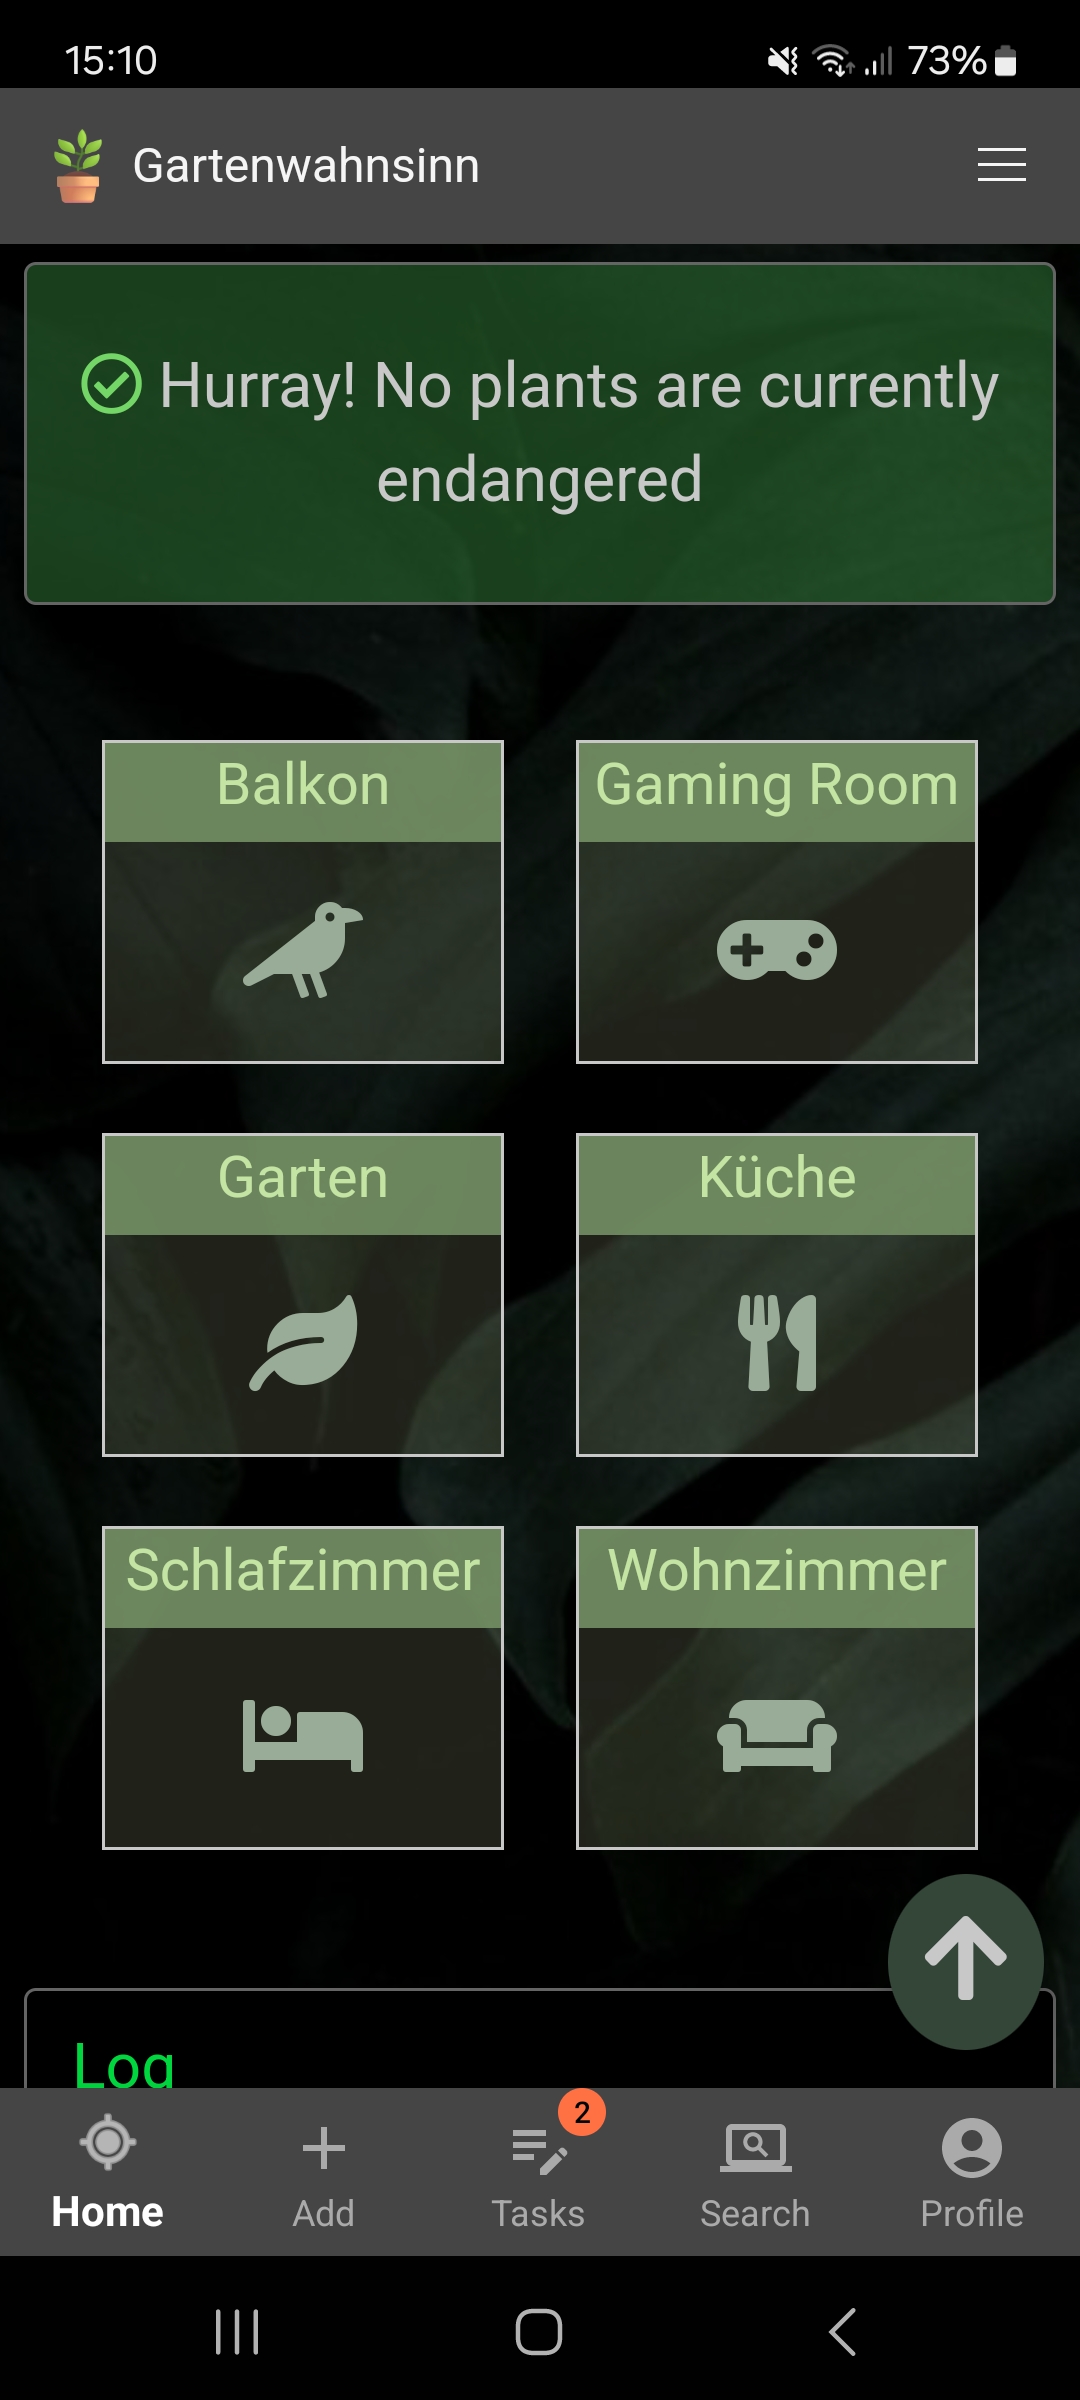 15:10
73%
Gartenwahnsinn
Hurray! No plants are currently
endangered
Balkon
Gaming Room
Garten
Küche
Schlafzimmer
Wohnzimmer
Log
2
Home
Add
Tasks
Search
Profile